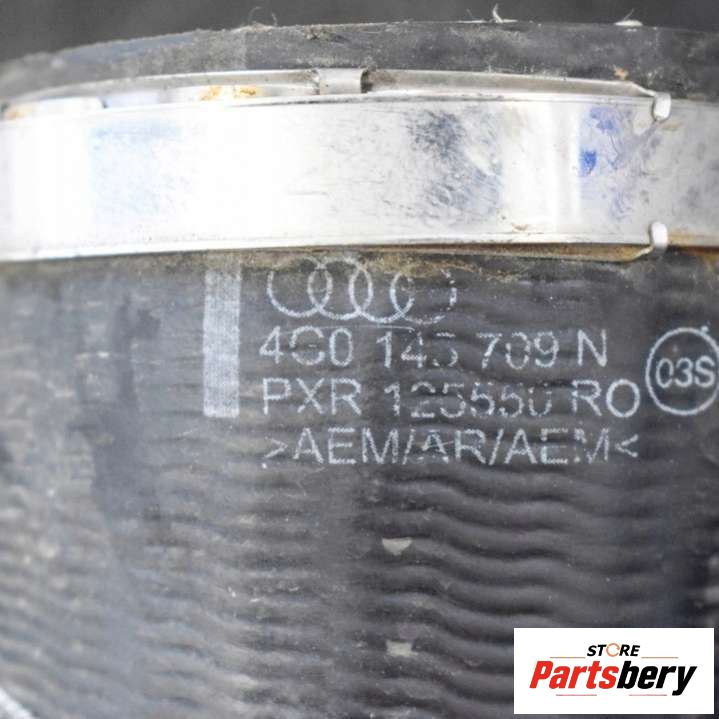 4G0 145 709 N
PXR 125550 RO
03S
>AEM/AR/AEM<
STORE
Partsbery